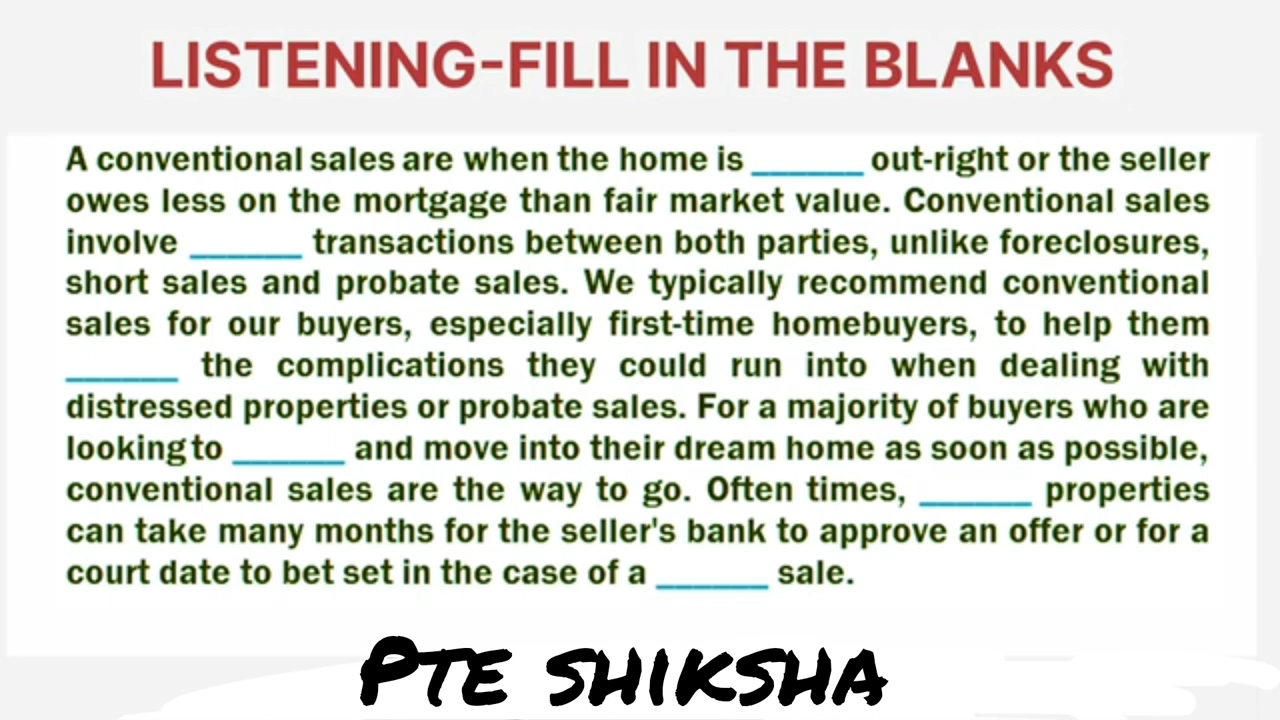 LISTENING-FILL IN THE BLANKS
A conventional sales are when the home is ______ out-right or the seller
owes less on the mortgage than fair market value. Conventional sales
involve ______ transactions between both parties, unlike foreclosures,
short sales and probate sales. We typically recommend conventional
sales for our buyers, especially first-time homebuyers, to help them
______ the complications they could run into when dealing with
distressed properties or probate sales. For a majority of buyers who are
looking to ______ and move into their dream home as soon as possible,
conventional sales are the way to go. Often times, ______ properties
can take many months for the seller's bank to approve an offer or for a
court date to bet set in the case of a ______ sale.
PTE SHIKSHA